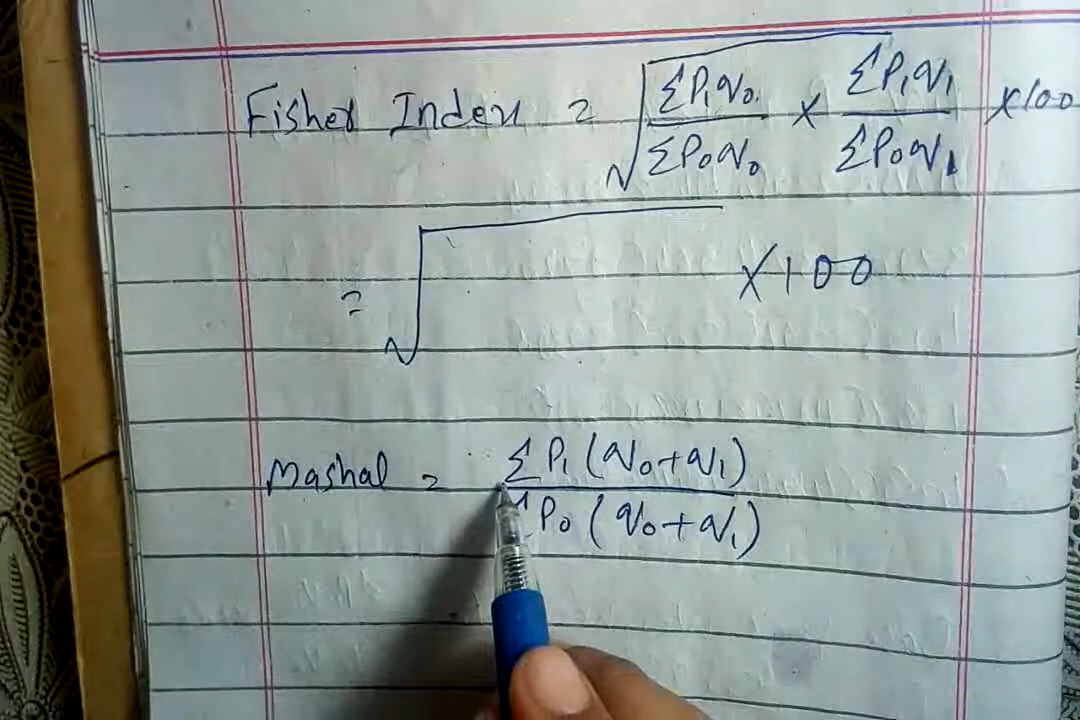 Fisher Index = √ ΣP₁q₀ / ΣP₀q₀ × ΣP₁q₁ / ΣP₀q₁ ×100
= √ ×100
Mashal = ΣP₁(q₀+q₁) / ΣP₀(q₀+q₁)